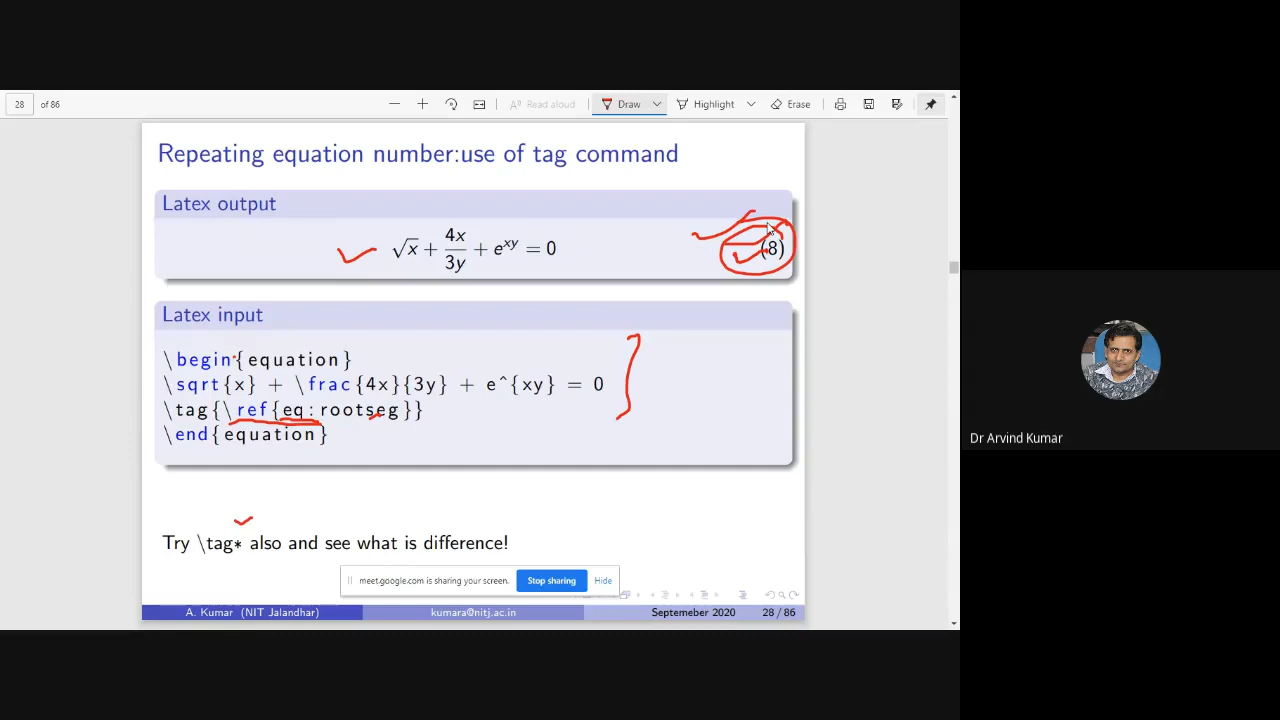 28 of 86
Read aloud Draw Highlight Erase
Repeating equation number:use of tag command
Latex output
√x + 4x/3y + e^xy = 0 (8)
Latex input
\begin{equation}
\sqrt{x} + \frac{4x}{3y} + e^{xy} = 0
\tag{\ref{eq:rootseg}}
\end{equation}
Try \tag* also and see what is difference!
meet.google.com is sharing your screen. Stop sharing Hide
A. Kumar (NIT Jalandhar) kumara@nitj.ac.in Septemeber 2020 28 / 86
Dr Arvind Kumar